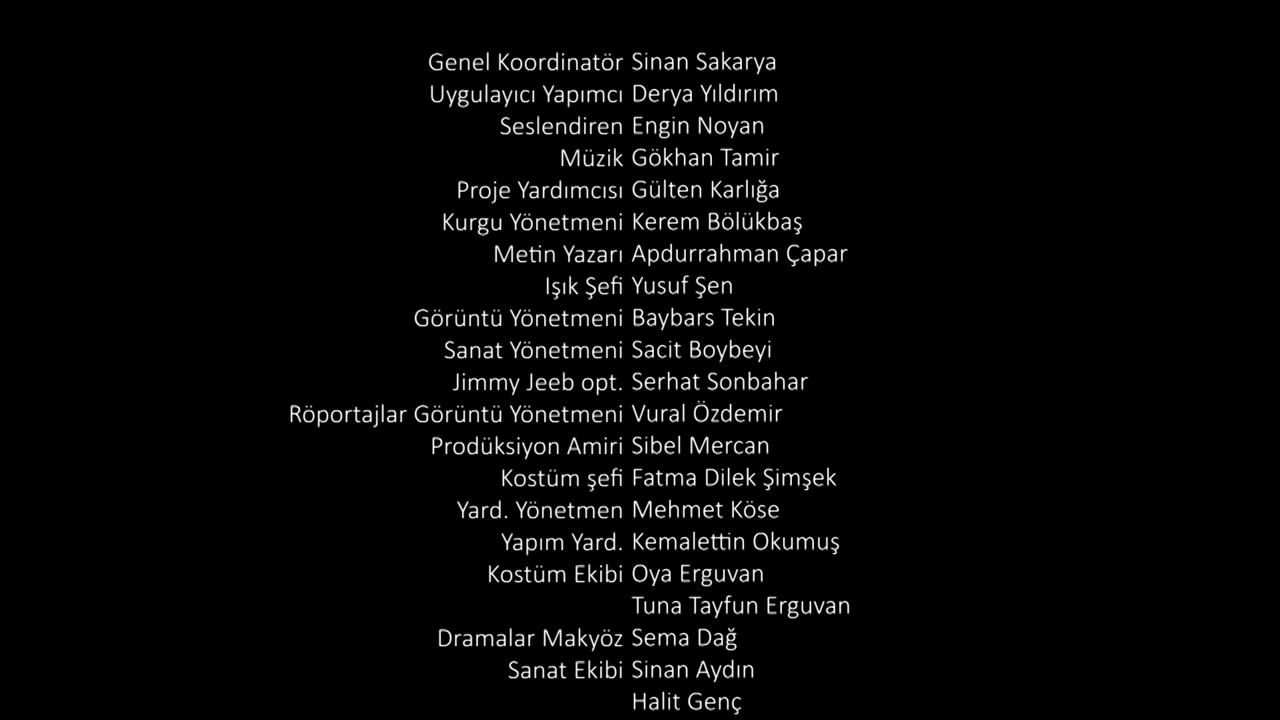 Genel Koordinatör Sinan Sakarya
Uygulayıcı Yapımcı Derya Yıldırım
Seslendiren Engin Noyan
Müzik Gökhan Tamir
Proje Yardımcısı Gülten Karlığa
Kurgu Yönetmeni Kerem Bölükbaş
Metin Yazarı Apdurrahman Çapar
Işık Şefi Yusuf Şen
Görüntü Yönetmeni Baybars Tekin
Sanat Yönetmeni Sacit Boybeyi
Jimmy Jeeb opt. Serhat Sonbahar
Röportajlar Görüntü Yönetmeni Vural Özdemir
Prodüksiyon Amiri Sibel Mercan
Kostüm şefi Fatma Dilek Şimşek
Yard. Yönetmen Mehmet Köse
Yapım Yard. Kemalettin Okumuş
Kostüm Ekibi Oya Erguvan
Tuna Tayfun Erguvan
Dramalar Makyöz Sema Dağ
Sanat Ekibi Sinan Aydın
Halit Genç